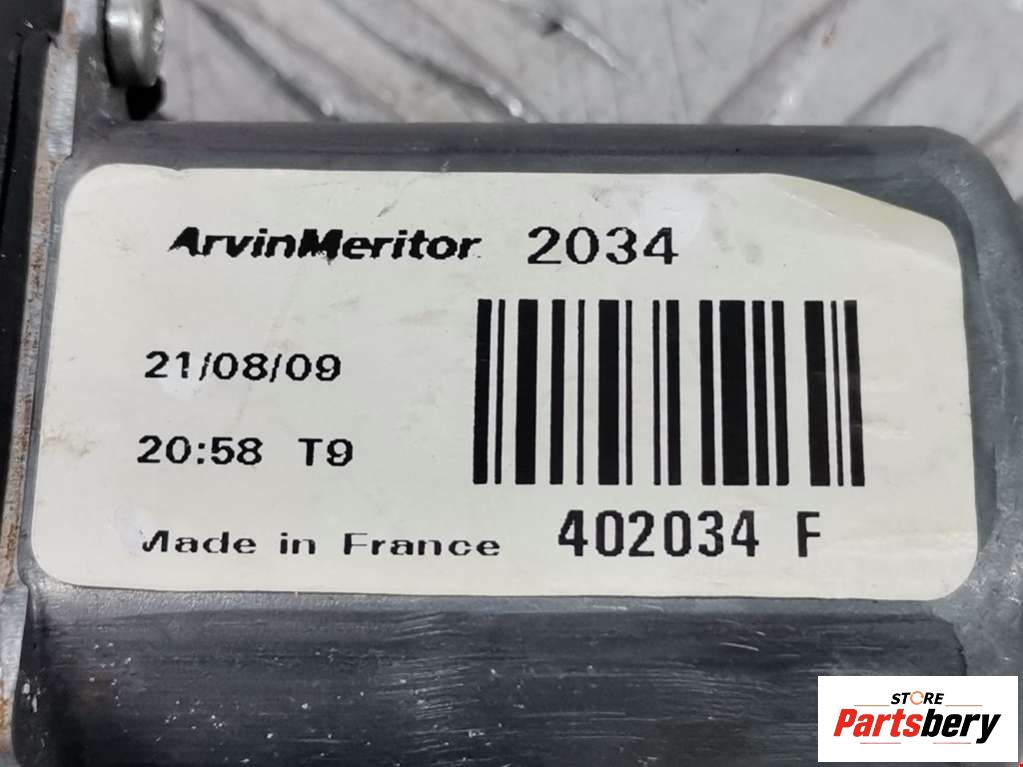 ArvinMeritor 2034
21/08/09
20:58 T9
Made in France 402034 F
STORE
Partsbery